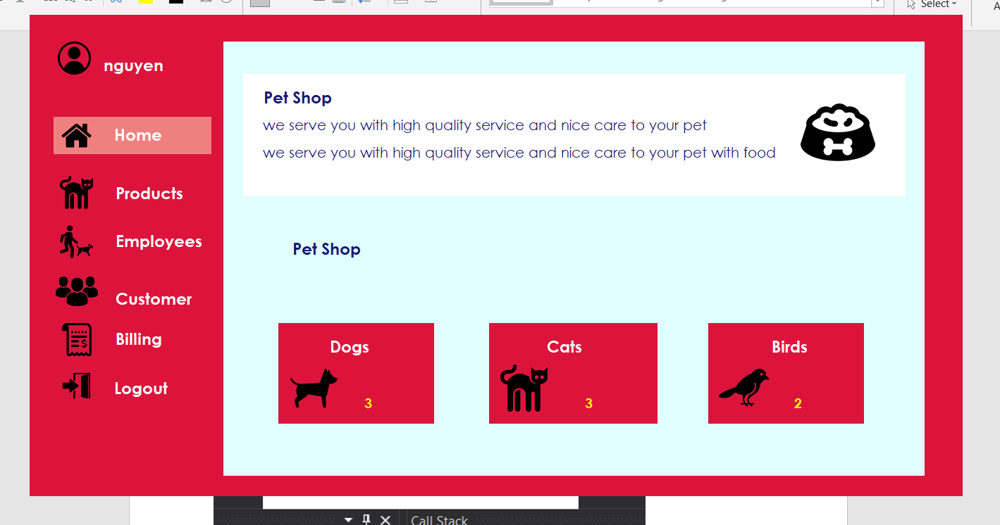 Select
nguyen
Home
Products
Employees
Customer
Billing
Logout
Pet Shop
we serve you with high quality service and nice care to your pet
we serve you with high quality service and nice care to your pet with food
Pet Shop
Dogs
3
Cats
3
Birds
2
Call Stack